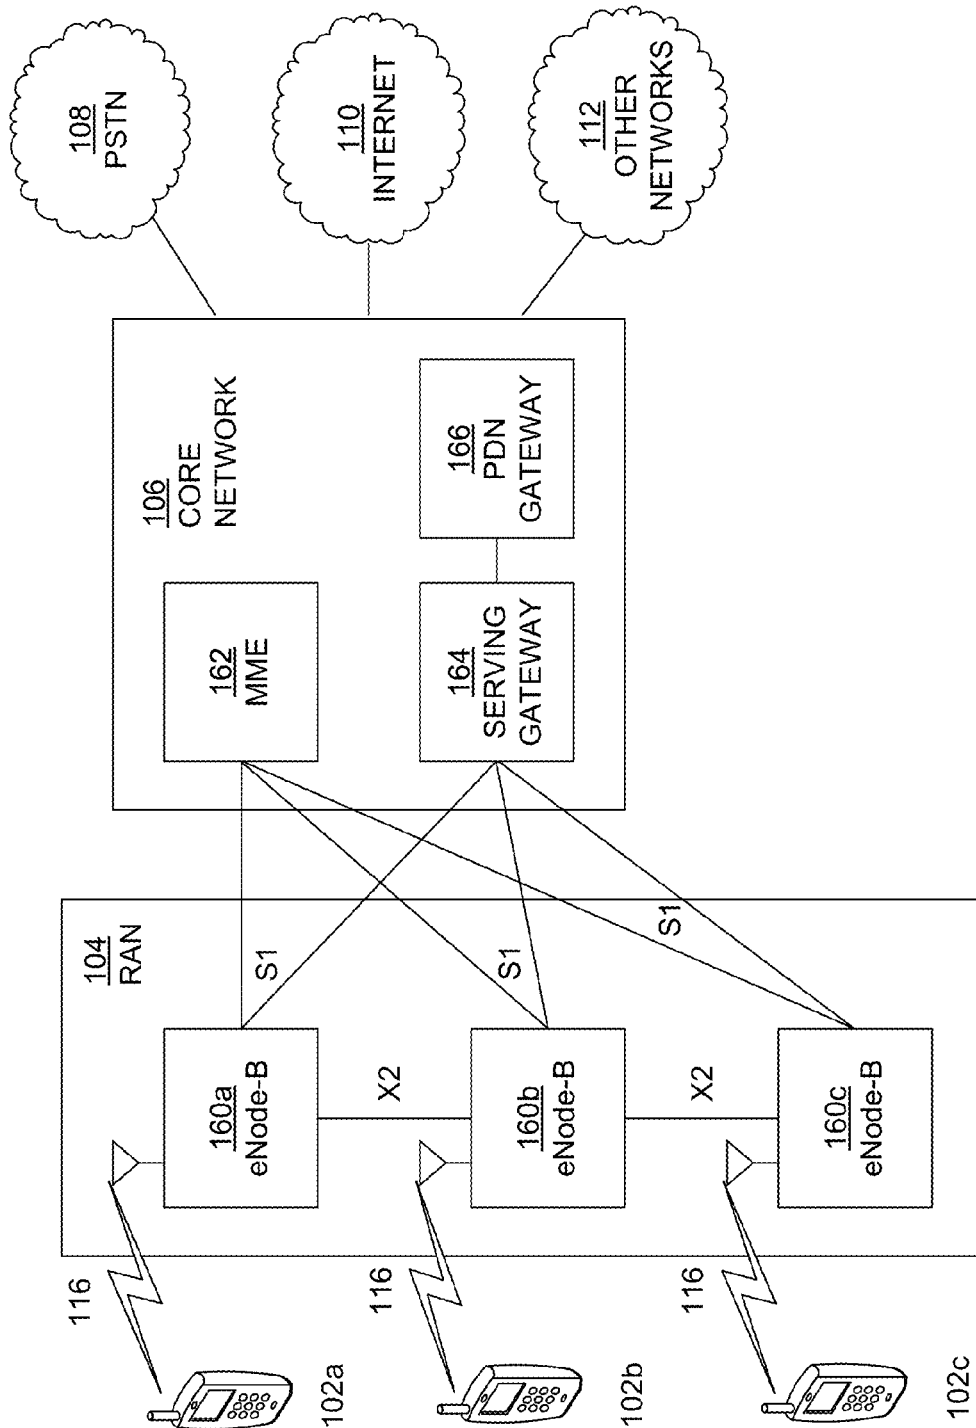 102a
102b
102c
116
116
116
104
RAN
160a
eNode-B
160b
eNode-B
160c
eNode-B
X2
X2
S1
S1
S1
106
CORE
NETWORK
162
MME
164
SERVING
GATEWAY
166
PDN
GATEWAY
108
PSTN
110
INTERNET
112
OTHER
NETWORKS